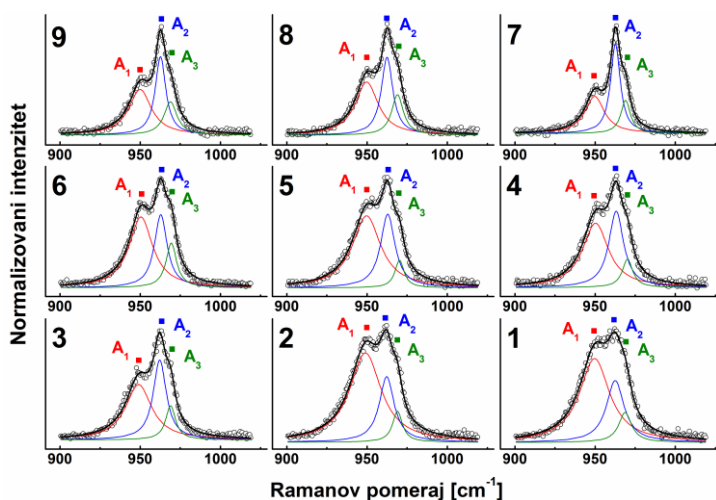 Normalizovani intenzitet
9 A1 A2 A3
8 A1 A2 A3
7 A1 A2 A3
900 950 1000
900 950 1000
900 950 1000
6 A1 A2 A3
5 A1 A2 A3
4 A1 A2 A3
900 950 1000
900 950 1000
900 950 1000
3 A1 A2 A3
2 A1 A2 A3
1 A1 A2 A3
900 950 1000
900 950 1000
900 950 1000
Ramanov pomeraj [cm-1]